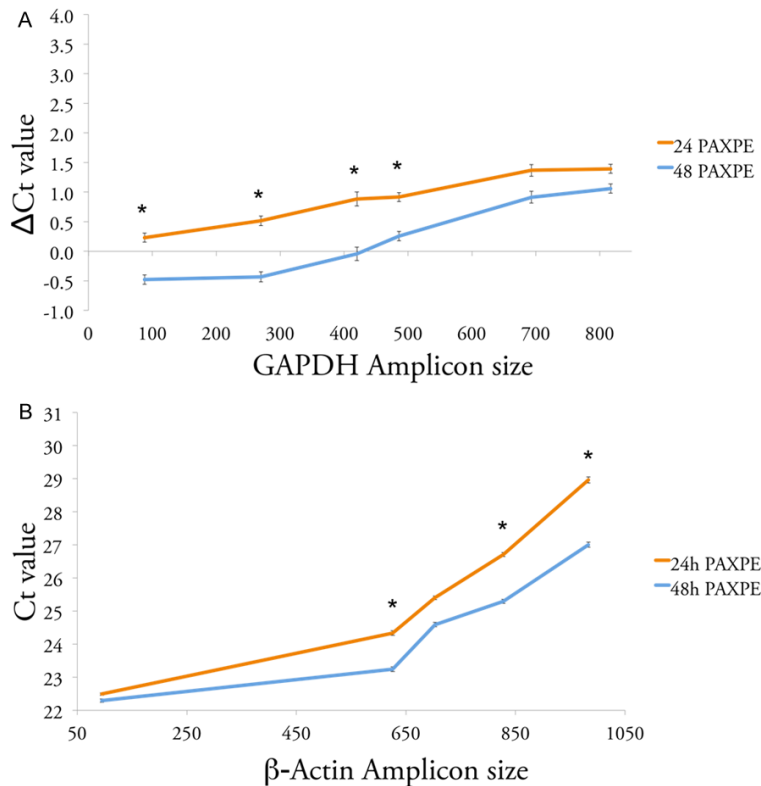 A
4.0
3.5
3.0
2.5
2.0
1.5
1.0
0.5
0.0
-0.5
-1.0
ΔCt value
0 100 200 300 400 500 600 700 800
GAPDH Amplicon size
* * * *
24 PAXPE
48 PAXPE
B
31
30
29
28
27
26
25
24
23
22
Ct value
50 250 450 650 850 1050
β-Actin Amplicon size
* * *
24h PAXPE
48h PAXPE